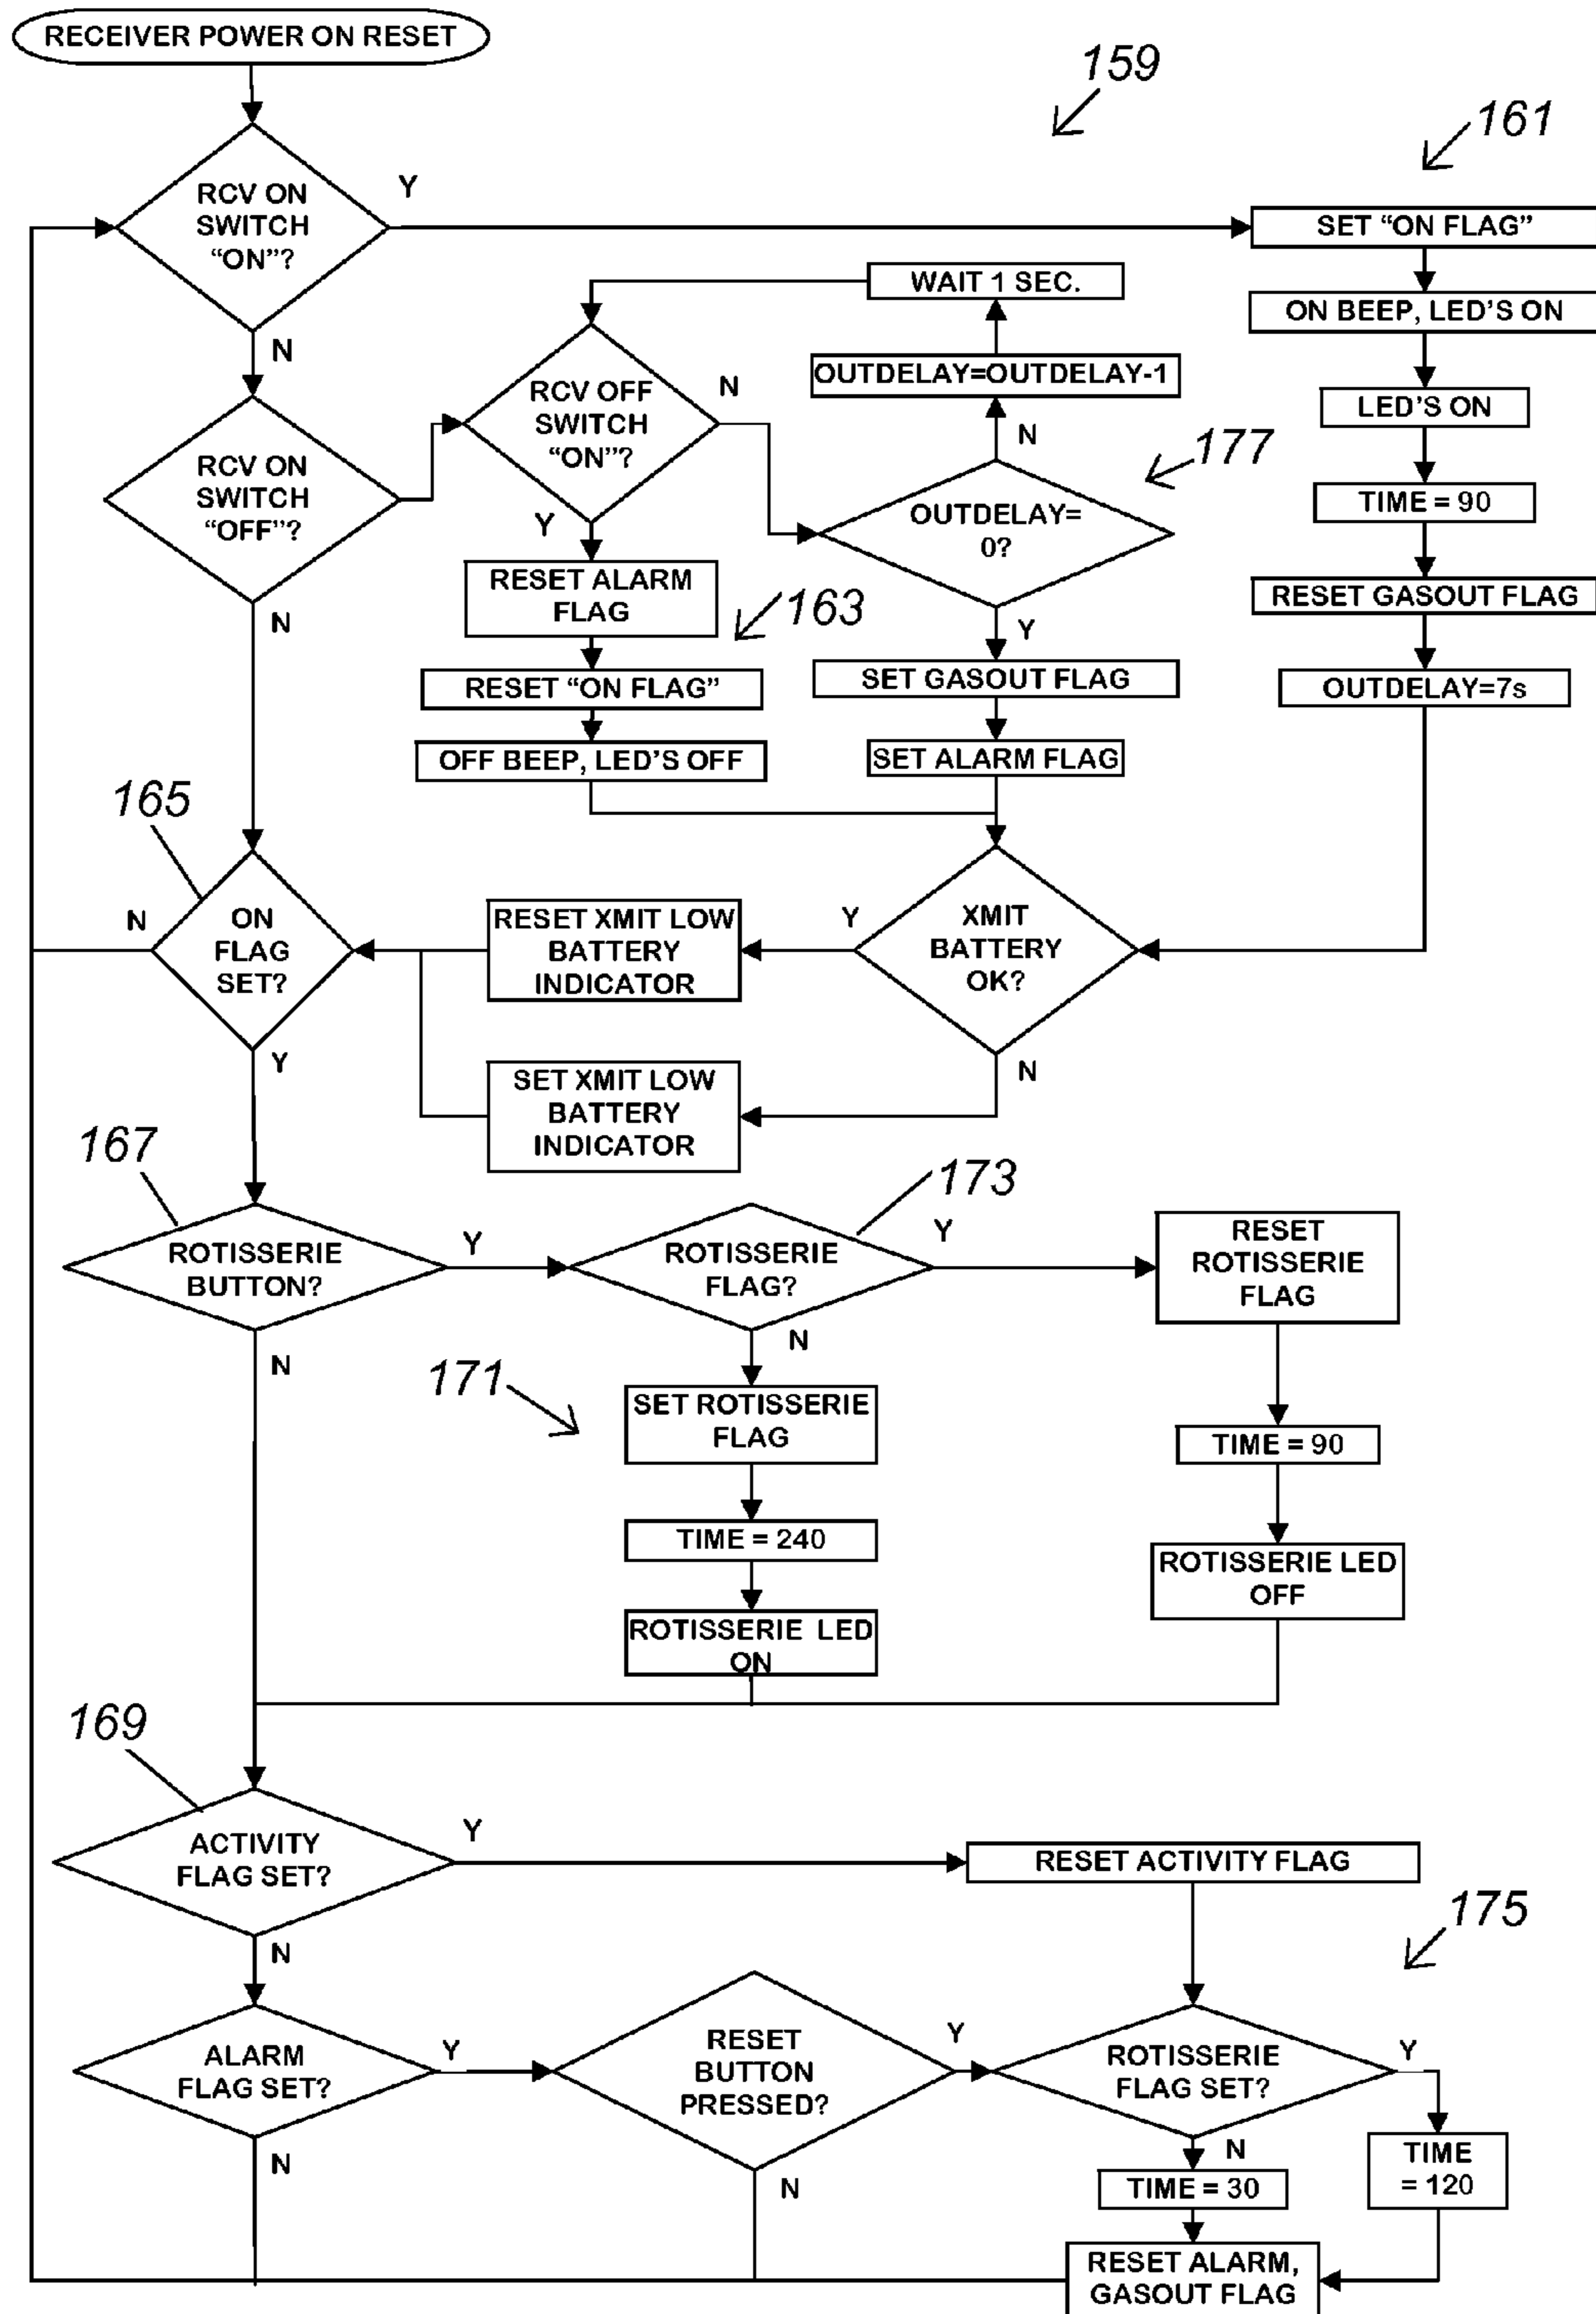 RECEIVER POWER ON RESET
159
161
RCV ON
SWITCH
“ON”?
Y
N
SET “ON FLAG”
ON BEEP, LED’S ON
LED’S ON
TIME = 90
RESET GASOUT FLAG
OUTDELAY=7s
WAIT 1 SEC.
OUTDELAY=OUTDELAY-1
N
RCV OFF
SWITCH
“ON”?
N
Y
177
OUTDELAY=
0?
Y
RCV ON
SWITCH
“OFF”?
N
RESET ALARM
FLAG
163
RESET “ON FLAG”
OFF BEEP, LED’S OFF
SET GASOUT FLAG
SET ALARM FLAG
165
N
ON
FLAG
SET?
Y
RESET XMIT LOW
BATTERY
INDICATOR
Y
XMIT
BATTERY
OK?
N
SET XMIT LOW
BATTERY
INDICATOR
167
ROTISSERIE
BUTTON?
Y
N
173
ROTISSERIE
FLAG?
Y
N
RESET
ROTISSERIE
FLAG
171
SET ROTISSERIE
FLAG
TIME = 90
TIME = 240
ROTISSERIE LED
OFF
ROTISSERIE LED
ON
169
ACTIVITY
FLAG SET?
Y
N
RESET ACTIVITY FLAG
175
ALARM
FLAG SET?
Y
N
RESET
BUTTON
PRESSED?
Y
N
ROTISSERIE
FLAG SET?
Y
N
TIME
= 120
TIME = 30
RESET ALARM,
GASOUT FLAG